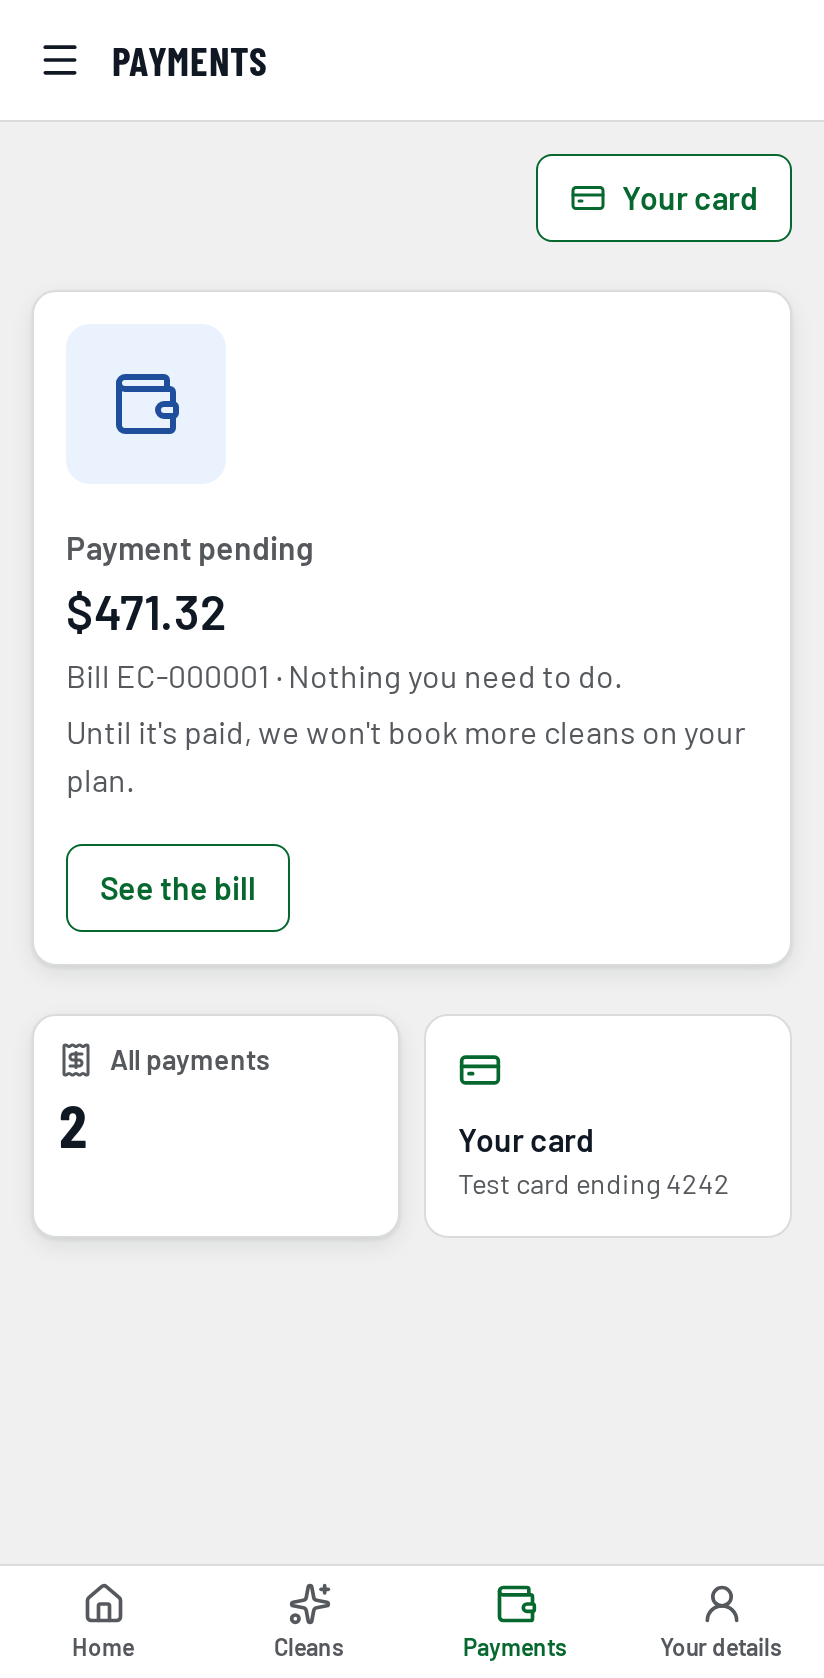 PAYMENTS
Your card
Payment pending
$471.32
Bill EC-000001 · Nothing you need to do.
Until it's paid, we won't book more cleans on your
plan.
See the bill
All payments
2
Your card
Test card ending 4242
Home
Cleans
Payments
Your details